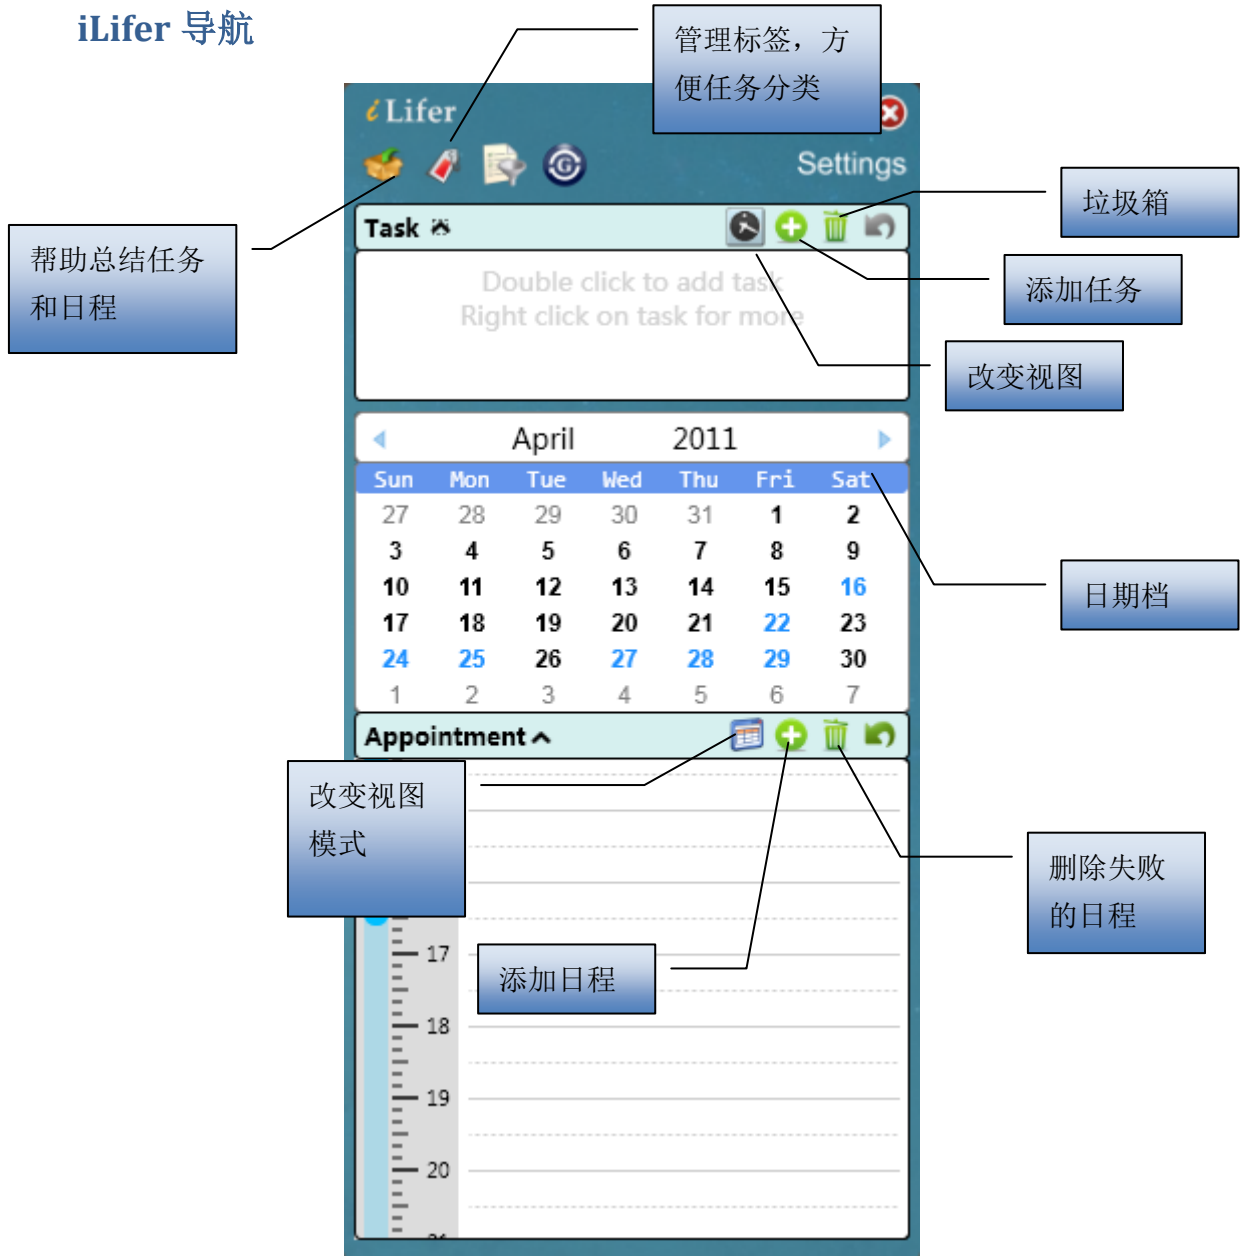 iLifer 导航
管理标签，方
便任务分类
iLifer
Settings
垃圾箱
Task
帮助总结任务
和日程
Double click to add task
Right click on task for more
添加任务
改变视图
April 2011
Sun Mon Tue Wed Thu Fri Sat
27 28 29 30 31 1 2
3 4 5 6 7 8 9
10 11 12 13 14 15 16
日期档
17 18 19 20 21 22 23
24 25 26 27 28 29 30
1 2 3 4 5 6 7
Appointment
改变视图
模式
删除失败
的日程
17
添加日程
18
19
20